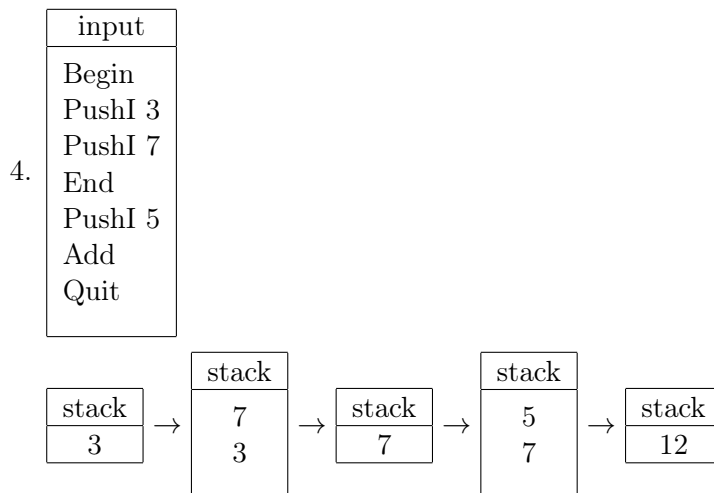 4.
input
Begin
PushI 3
PushI 7
End
PushI 5
Add
Quit
stack
3
→
stack
7
3
→
stack
7
→
stack
5
7
→
stack
12